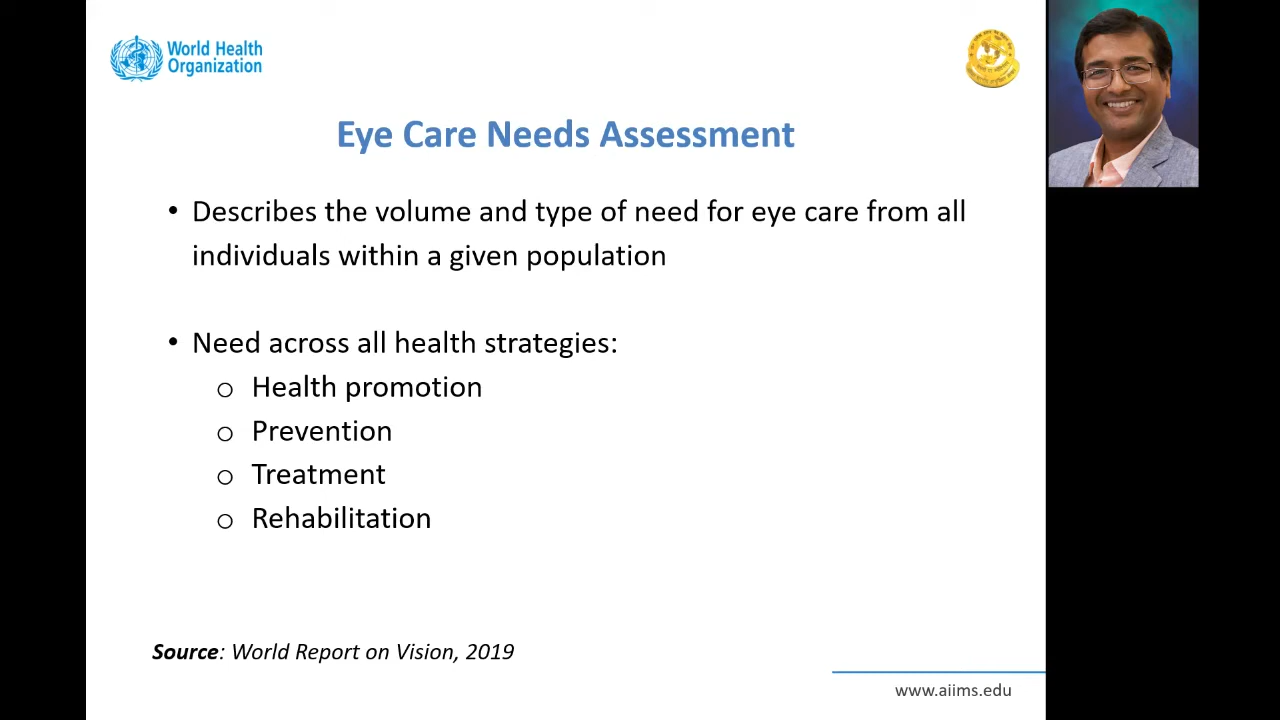 World Health
Organization
Eye Care Needs Assessment
• Describes the volume and type of need for eye care from all
individuals within a given population
• Need across all health strategies:
o Health promotion
o Prevention
o Treatment
o Rehabilitation
Source: World Report on Vision, 2019
www.aiims.edu